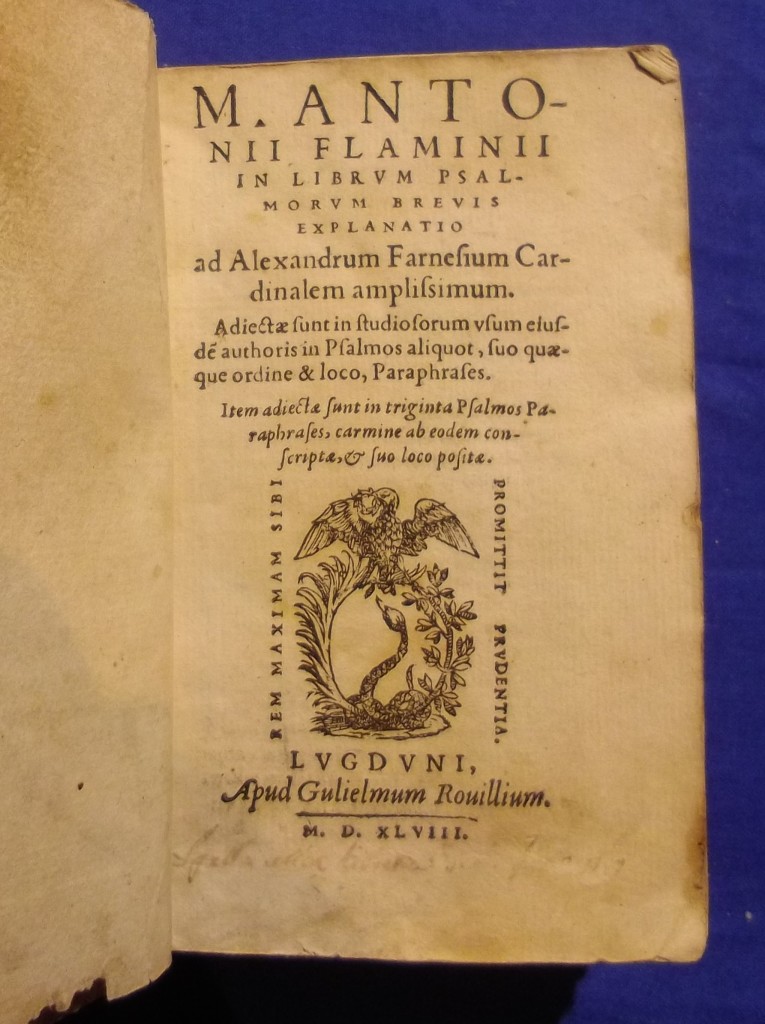 M. ANTO-
NII FLAMINII
IN LIBRVM PSAL-
MORVM BREVIS
EXPLANATIO
ad Alexandrum Farneſium Car-
dinalem ampliſsimum.
Adiectæ ſunt in ſtudioſorum vſum eiuſ-
dē authoris in Pſalmos aliquot, ſuo quæ-
que ordine & loco, Paraphraſes.
Item adiectæ ſunt in triginta Pſalmos Pa-
raphraſes, carmine ab eodem con-
ſcriptæ, & ſuo loco poſitæ.
REM MAXIMAM SIBI
PROMITTIT PRVDENTIA.
LVGDVNI,
Apud Gulielmum Rouillium.
M. D. XLVIII.